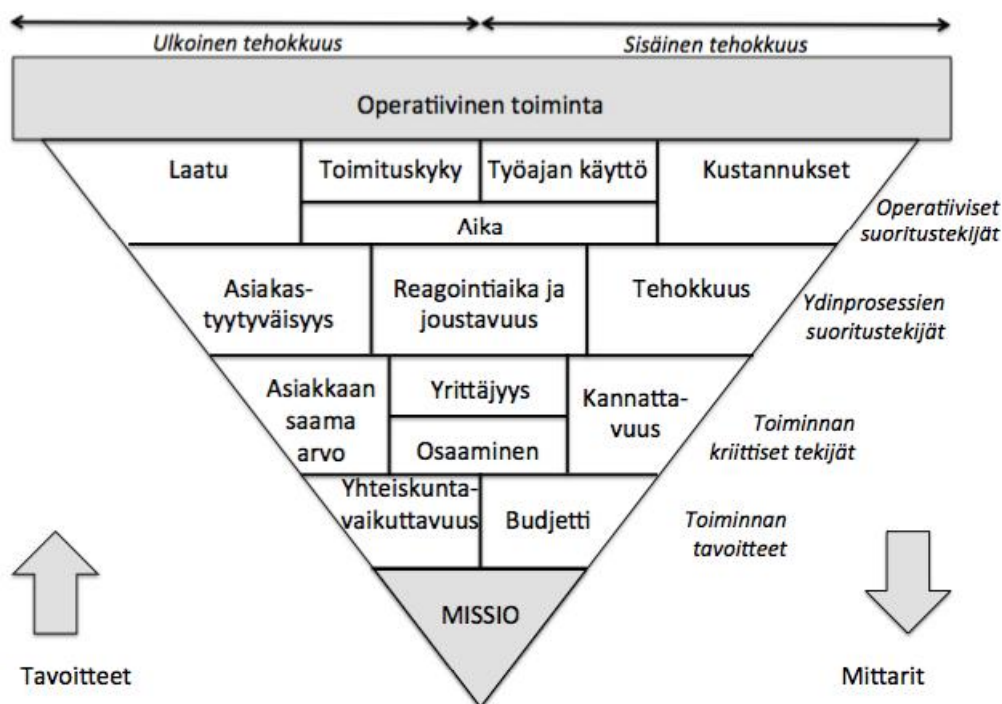 Ulkoinen tehokkuus
Sisäinen tehokkuus
Operatiivinen toiminta
Laatu
Toimituskyky
Työajan käyttö
Kustannukset
Aika
Operatiiviset
suoritustekijät
Asiakas-
tyytyväisyys
Reagointiaika ja
joustavuus
Tehokkuus
Ydinprosessien
suoritustekijät
Asiakkaan
saama
arvo
Yrittäjyys
Osaaminen
Kannatta-
vuus
Toiminnan
kriittiset tekijät
Yhteiskunta-
vaikuttavuus
Budjetti
Toiminnan
tavoitteet
MISSIO
Tavoitteet
Mittarit